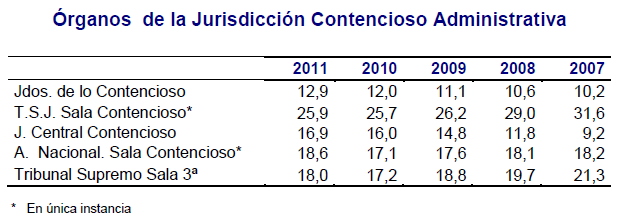 Órganos de la Jurisdicción Contencioso Administrativa
2011 2010 2009 2008 2007
Jdos. de lo Contencioso 12,9 12,0 11,1 10,6 10,2
T.S.J. Sala Contencioso* 25,9 25,7 26,2 29,0 31,6
J. Central Contencioso 16,9 16,0 14,8 11,8 9,2
A. Nacional. Sala Contencioso* 18,6 17,1 17,6 18,1 18,2
Tribunal Supremo Sala 3ª 18,0 17,2 18,8 19,7 21,3
* En única instancia